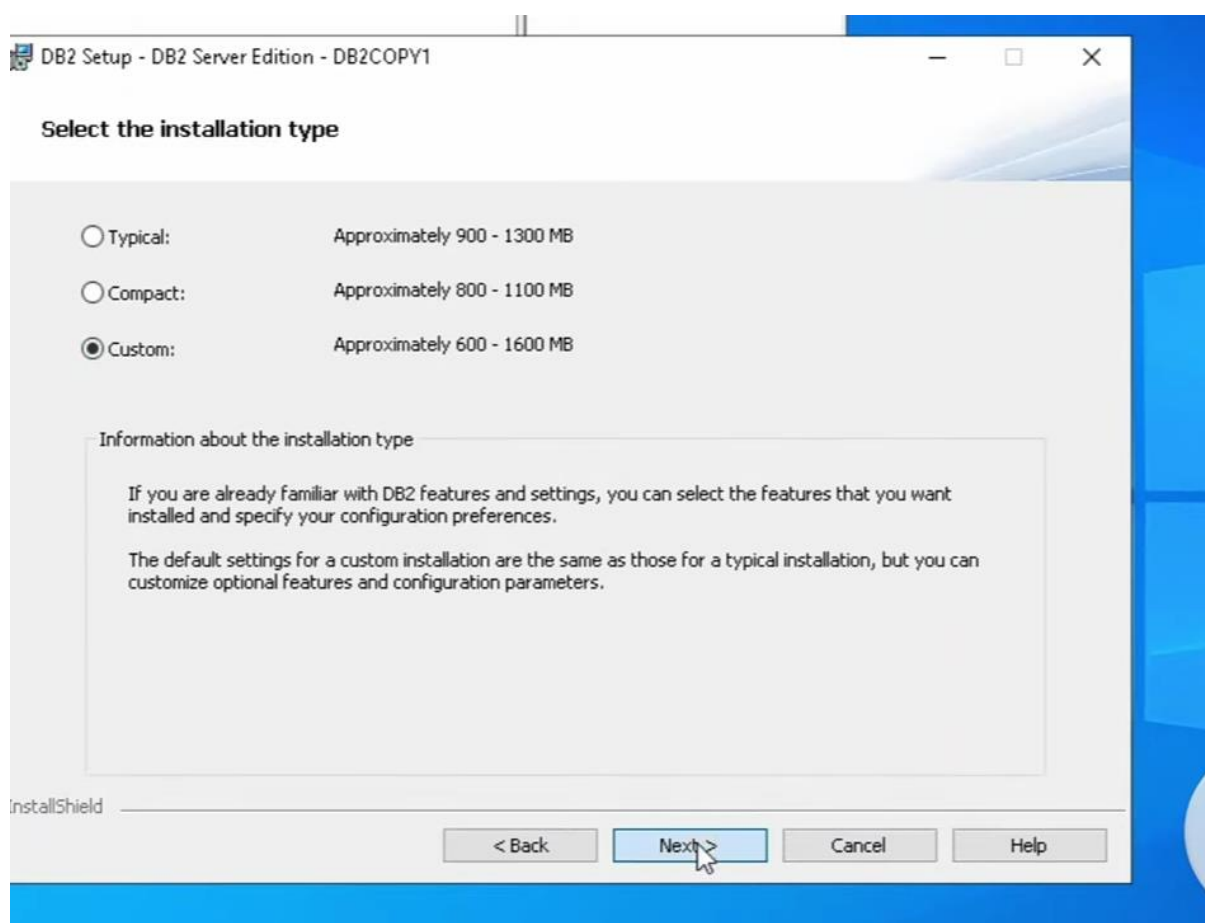 DB2 Setup - DB2 Server Edition - DB2COPY1
Select the installation type
Typical: Approximately 900 - 1300 MB
Compact: Approximately 800 - 1100 MB
Custom: Approximately 600 - 1600 MB
Information about the installation type
If you are already familiar with DB2 features and settings, you can select the features that you want
installed and specify your configuration preferences.
The default settings for a custom installation are the same as those for a typical installation, but you can
customize optional features and configuration parameters.
InstallShield
< Back Next > Cancel Help